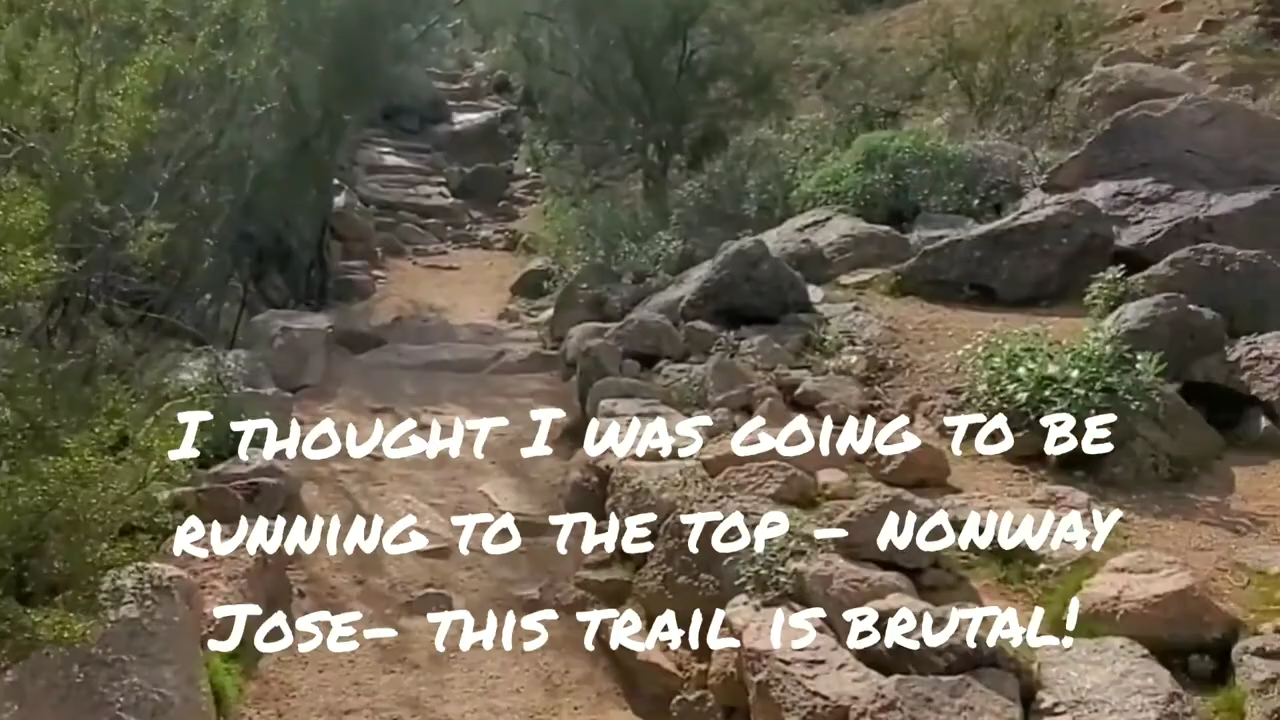 I THOUGHT I WAS GOING TO BE
RUNNING TO THE TOP - NONWAY
JOSE- THIS TRAIL IS BRUTAL!